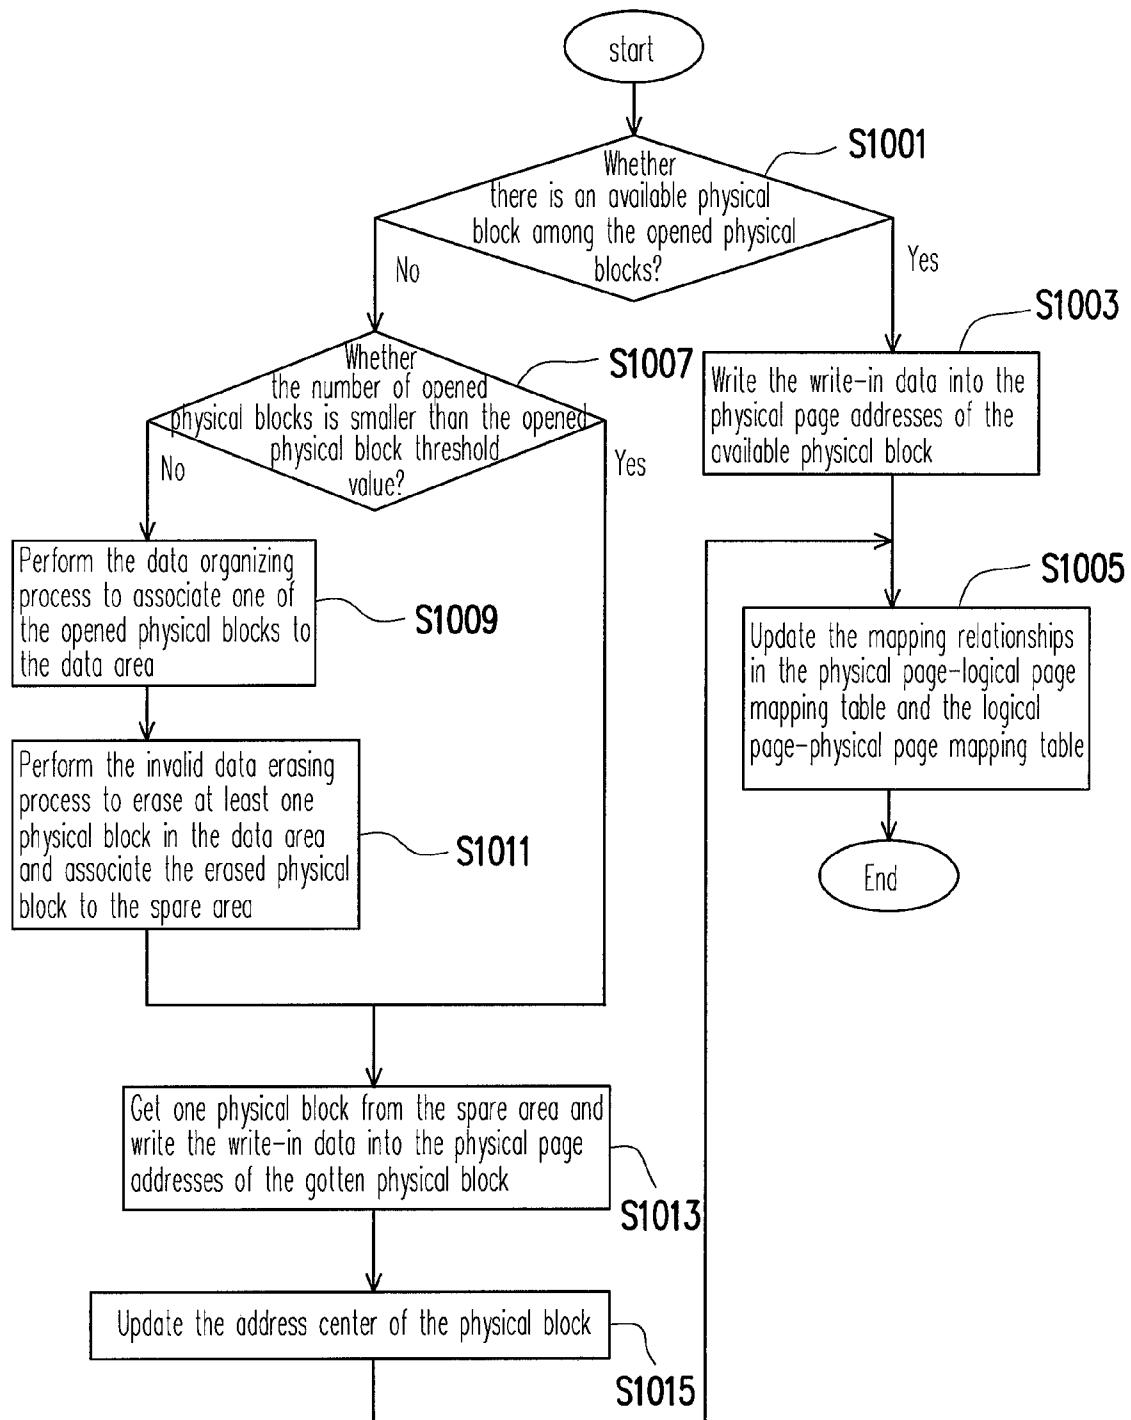 start
S1001
Whether
there is an available physical
block among the opened physical
blocks?
No
Yes
S1003
Write the write-in data into the
physical page addresses of the
available physical block
S1007
Whether
the number of opened
physical blocks is smaller than the opened
physical block threshold
value?
No
Yes
S1005
Update the mapping relationships
in the physical page-logical page
mapping table and the logical
page-physical page mapping table
End
Perform the data organizing
process to associate one of
the opened physical blocks to
the data area
S1009
Perform the invalid data erasing
process to erase at least one
physical block in the data area
and associate the erased physical
block to the spare area
S1011
Get one physical block from the spare area and
write the write-in data into the physical page
addresses of the gotten physical block
S1013
Update the address center of the physical block
S1015